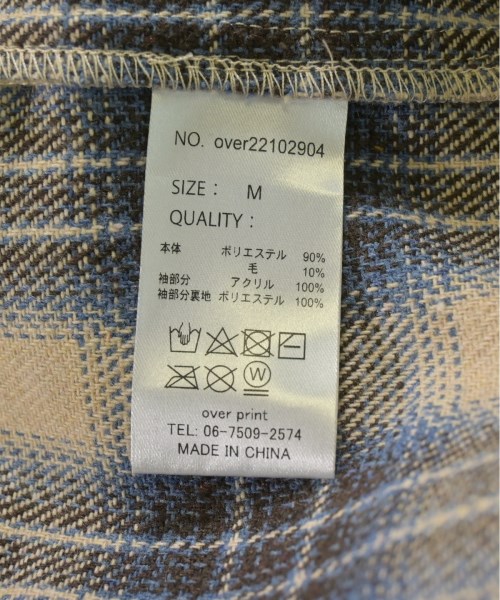 NO. over22102904
SIZE： M
QUALITY：
本体 ポリエステル 90%
毛 10%
袖部分 アクリル 100%
袖部分裏地 ポリエステル 100%
W
over print
TEL: 06-7509-2574
MADE IN CHINA